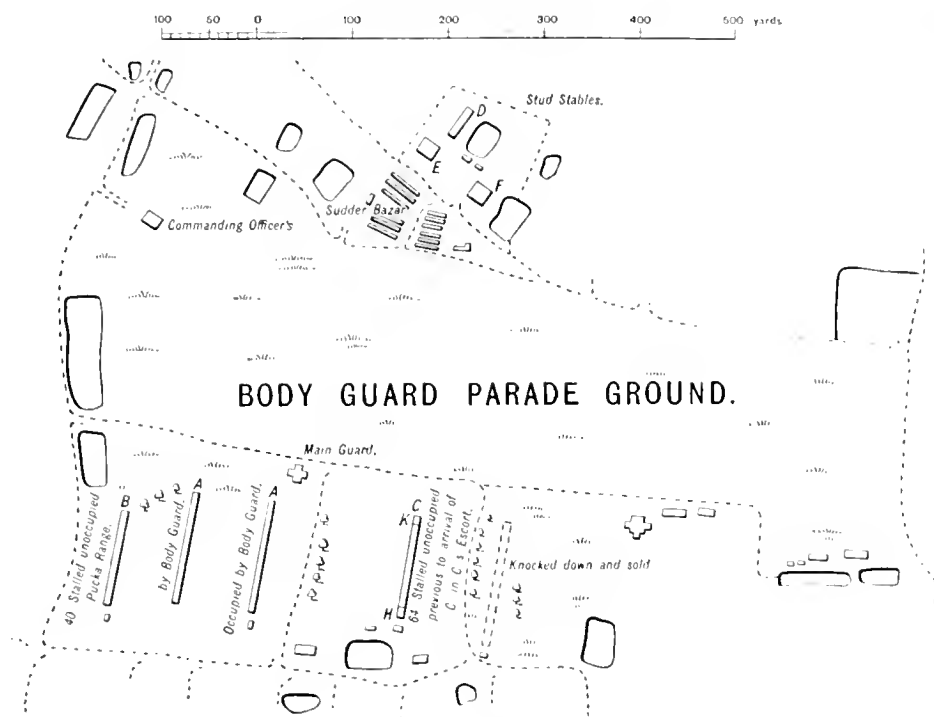 100 50 0 100 200 300 400 500 yards
Stud Stables.
D
E
F
Sudder Bazar
Commanding Officer's
BODY GUARD PARADE GROUND.
Main Guard.
B
A
A
C
K
H
40 Stalled unoccupied
Pucka Range.
by Body Guard.
Occupied by Body Guard.
64 Stalled unoccupied
previous to arrival of
C in C s Escort.
Knocked down and sold